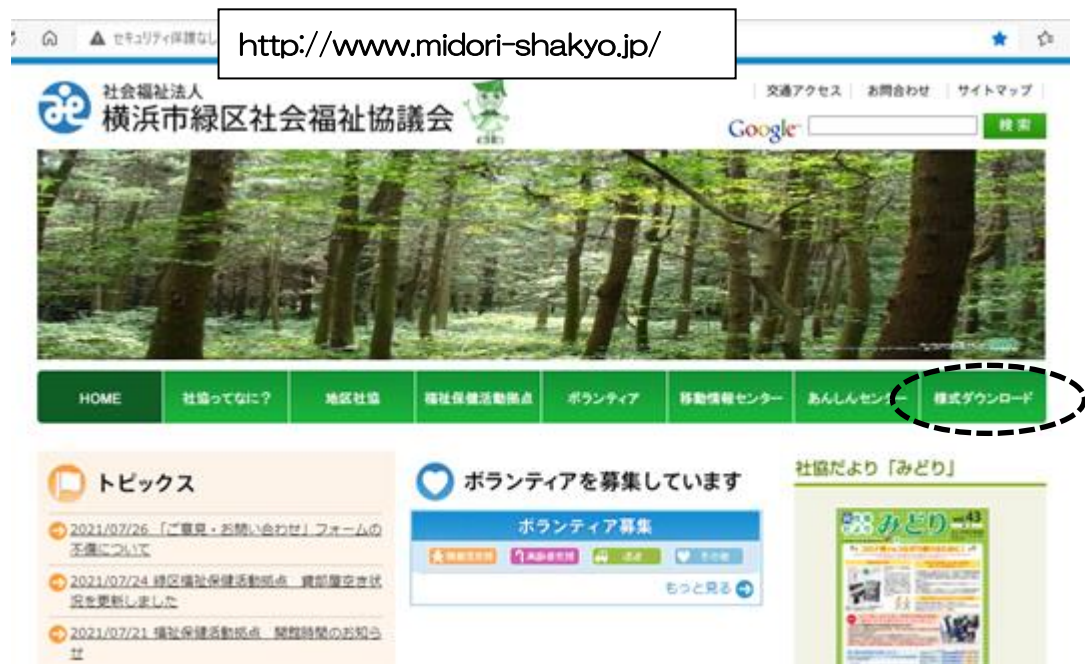 セキュリティ保護なし
http://www.midori-shakyo.jp/
社会福祉法人
横浜市緑区社会福祉協議会
交通アクセス お問合わせ サイトマップ
Google 検索
HOME 社協ってなに? 地区社協 福祉保健活動拠点 ボランティア 移動情報センター あんしんセンター 様式ダウンロード
トピックス
2021/07/26 「ご意見・お問い合わせ」フォームの
不備について
2021/07/24 緑区福祉保健活動拠点 貸部屋空き状
況を更新しました
2021/07/21 福祉保健活動拠点 開館時間のお知ら
せ
ボランティアを募集しています
ボランティア募集
もっと見る
社協だより「みどり」
みどり 43